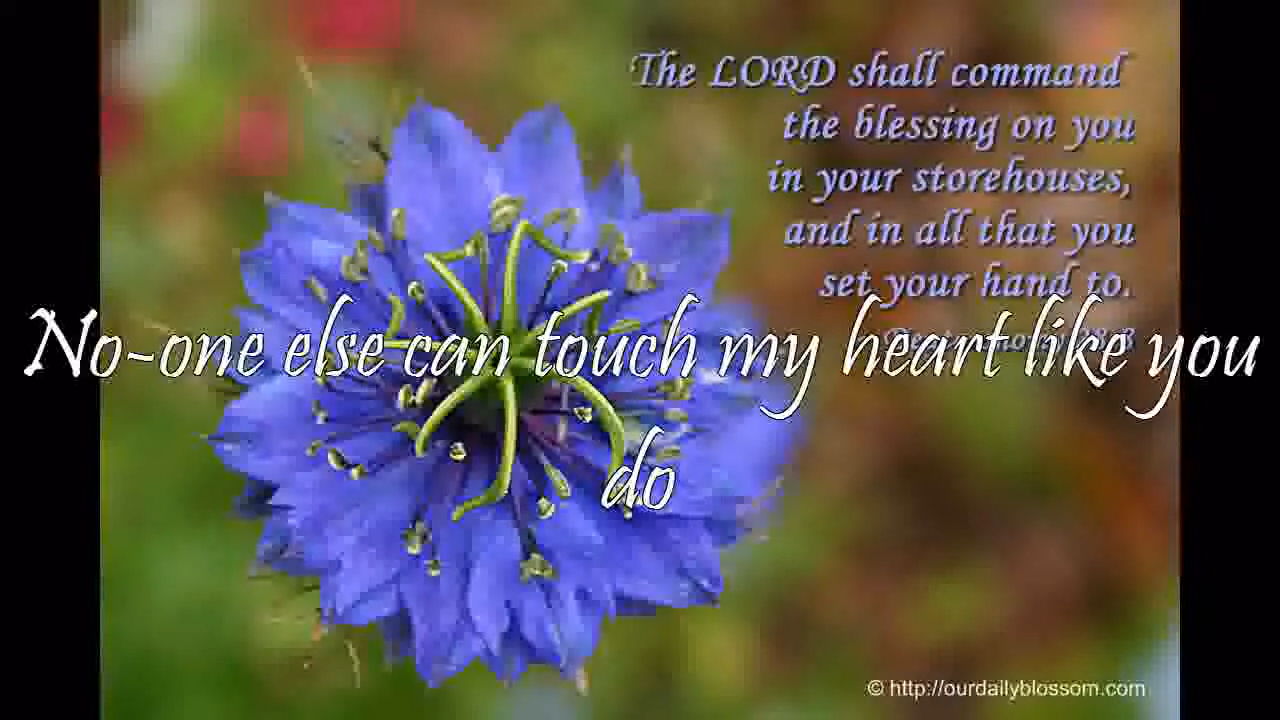 The LORD shall command
the blessing on you
in your storehouses,
and in all that you
set your hand to.
No-one else can touch my heart like you
do
© http://ourdailyblossom.com